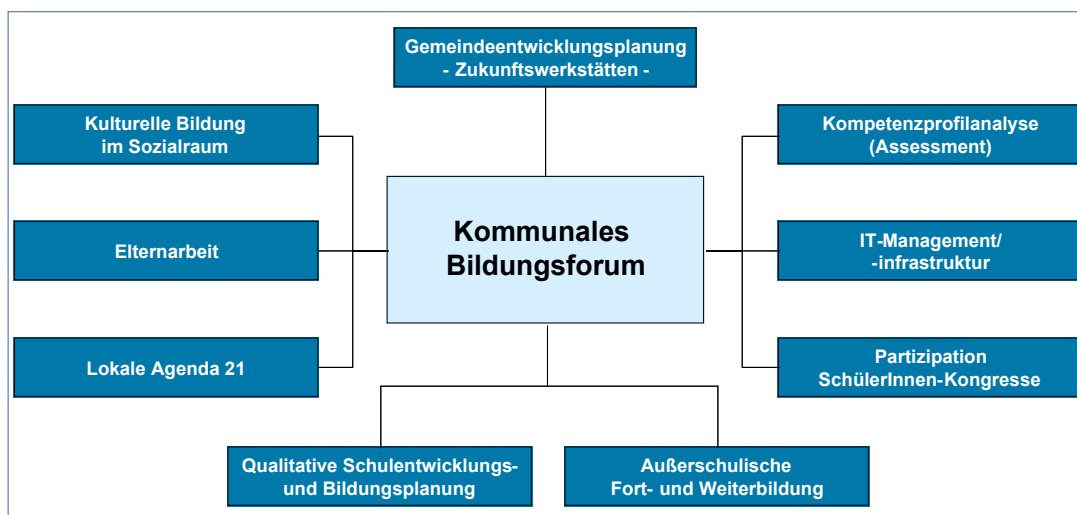 Gemeindeentwicklungsplanung
- Zukunftswerkstätten -
Kulturelle Bildung
im Sozialraum
Kompetenzprofilanalyse
(Assessment)
Kommunales
Bildungsforum
Elternarbeit
IT-Management/
-infrastruktur
Lokale Agenda 21
Partizipation
SchülerInnen-Kongresse
Qualitative Schulentwicklungs-
und Bildungsplanung
Außerschulische
Fort- und Weiterbildung